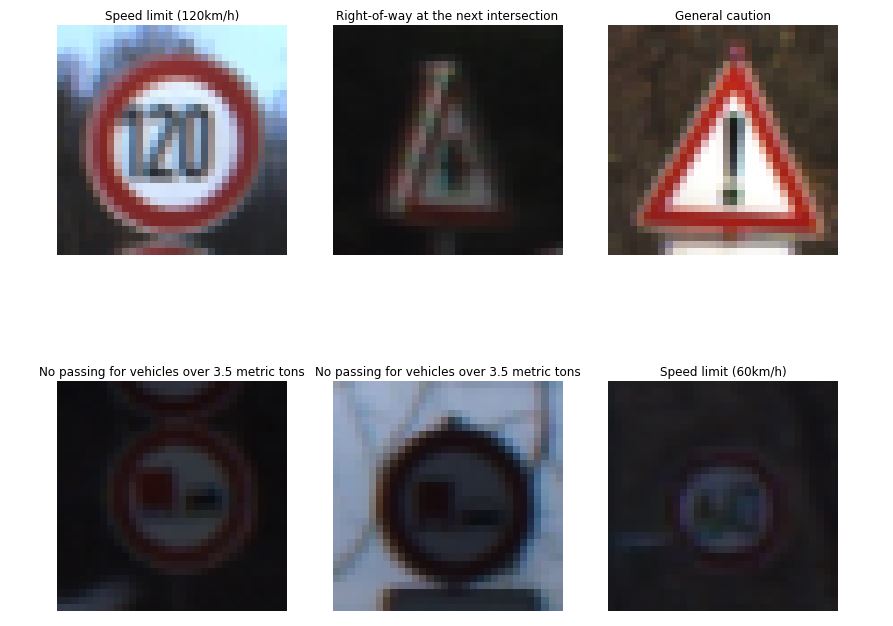 Speed limit (120km/h)
Right-of-way at the next intersection
General caution
120
No passing for vehicles over 3.5 metric tons
No passing for vehicles over 3.5 metric tons
Speed limit (60km/h)